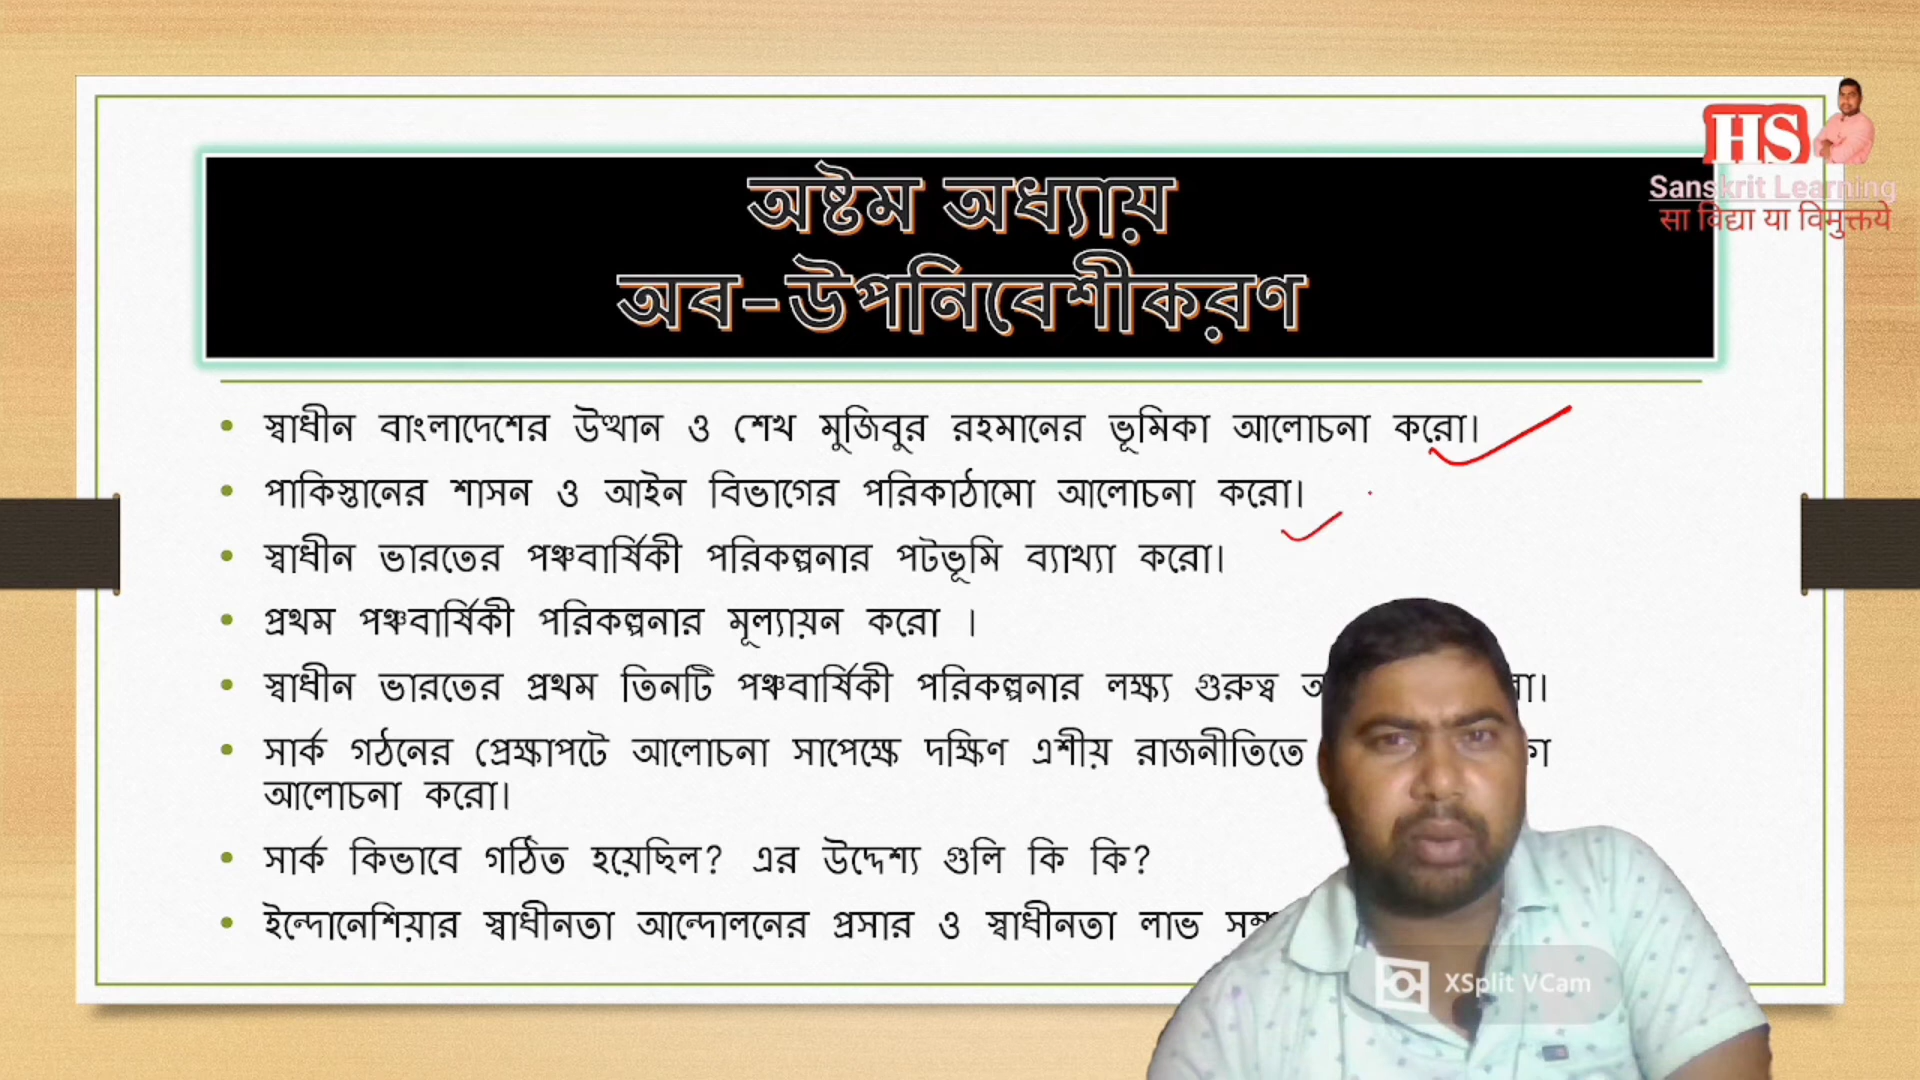 HS
Sanskrit Learning
सा विद्या या विमुक्तये
অষ্টম অধ্যায়
অব-উপনিবেশীকরণ
• স্বাধীন বাংলাদেশের উত্থান ও শেখ মুজিবুর রহমানের ভূমিকা আলোচনা করো।
• পাকিস্তানের শাসন ও আইন বিভাগের পরিকাঠামো আলোচনা করো।
• স্বাধীন ভারতের পঞ্চবার্ষিকী পরিকল্পনার পটভূমি ব্যাখ্যা করো।
• প্রথম পঞ্চবার্ষিকী পরিকল্পনার মূল্যায়ন করো ।
• স্বাধীন ভারতের প্রথম তিনটি পঞ্চবার্ষিকী পরিকল্পনার লক্ষ্য গুরুত্ব
• সার্ক গঠনের প্রেক্ষাপটে আলোচনা সাপেক্ষে দক্ষিণ এশীয় রাজনীতিতে
আলোচনা করো।
• সার্ক কিভাবে গঠিত হয়েছিল? এর উদ্দেশ্য গুলি কি কি?
• ইন্দোনেশিয়ার স্বাধীনতা আন্দোলনের প্রসার ও স্বাধীনতা লাভ
XSplit VCam